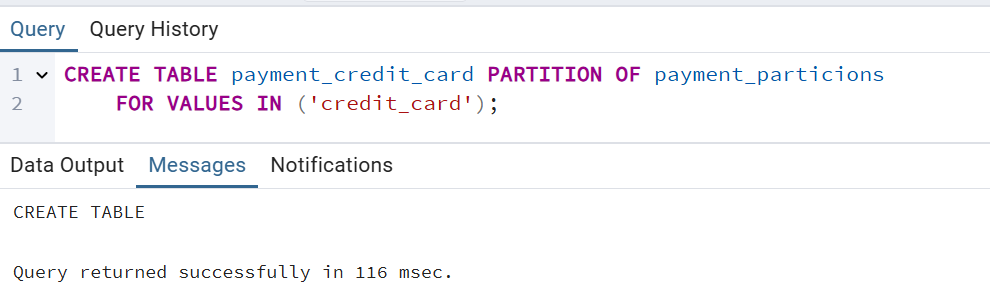 Query Query History
1 CREATE TABLE payment_credit_card PARTITION OF payment_particions
2 FOR VALUES IN ('credit_card');
Data Output Messages Notifications
CREATE TABLE
Query returned successfully in 116 msec.